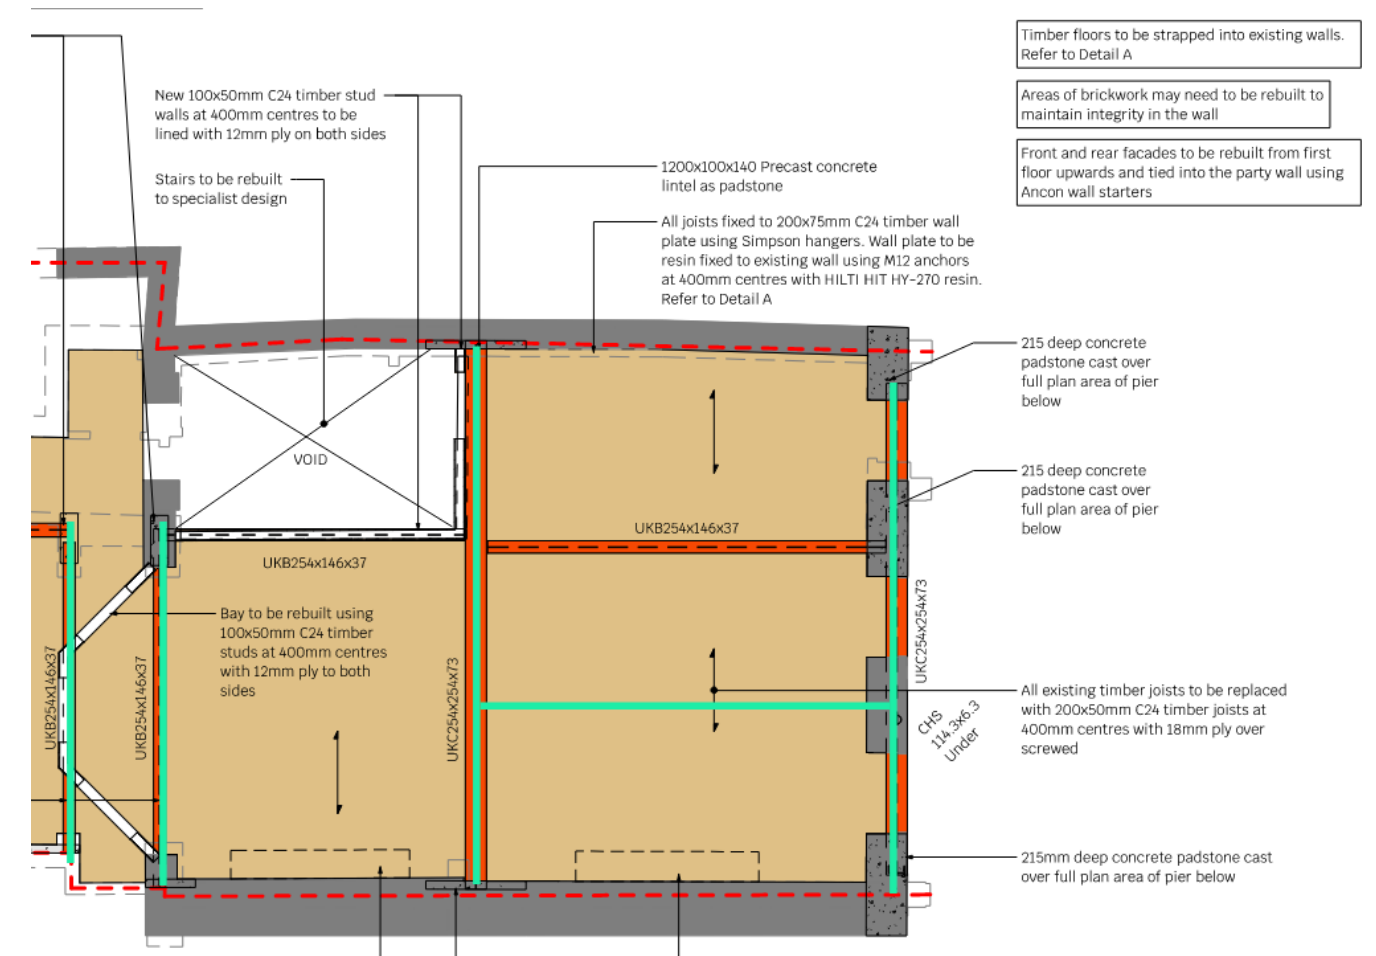 New 100x50mm C24 timber stud
walls at 400mm centres to be
lined with 12mm ply on both sides
Stairs to be rebuilt
to specialist design
1200x100x140 Precast concrete
lintel as padstone
All joists fixed to 200x75mm C24 timber wall
plate using Simpson hangers. Wall plate to be
resin fixed to existing wall using M12 anchors
at 400mm centres with HILTI HIT HY-270 resin.
Refer to Detail A
Timber floors to be strapped into existing walls.
Refer to Detail A
Areas of brickwork may need to be rebuilt to
maintain integrity in the wall
Front and rear facades to be rebuilt from first
floor upwards and tied into the party wall using
Ancon wall starters
215 deep concrete
padstone cast over
full plan area of pier
below
215 deep concrete
padstone cast over
full plan area of pier
below
VOID
UKB254x146x37
UKB254x146x37
Bay to be rebuilt using
100x50mm C24 timber
studs at 400mm centres
with 12mm ply to both
sides
UKB254x146x37
UKB254x146x37
UKC254x254x73
UKC254x254x73
CHS
114.3x6.3
Under
All existing timber joists to be replaced
with 200x50mm C24 timber joists at
400mm centres with 18mm ply over
screwed
215mm deep concrete padstone cast
over full plan area of pier below